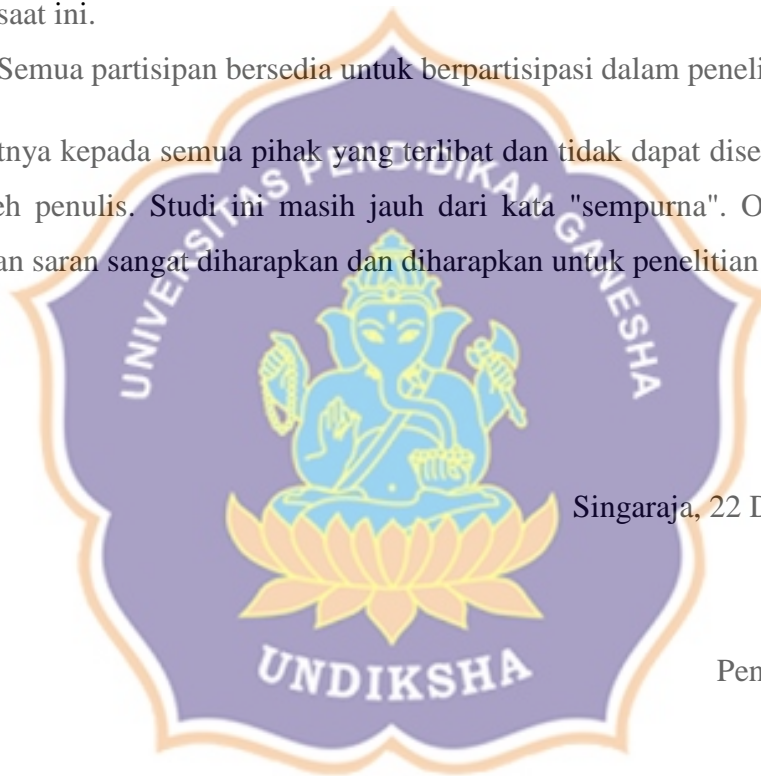 saat ini.
Semua partisipan bersedia untuk berpartisipasi dalam peneli
tnya kepada semua pihak yang terlibat dan tidak dapat dise
eh penulis. Studi ini masih jauh dari kata "sempurna". O
an saran sangat diharapkan dan diharapkan untuk penelitian
UNIVERSITAS PENDIDIKAN GANESHA
Singaraja, 22 D
UNDIKSHA
Pen